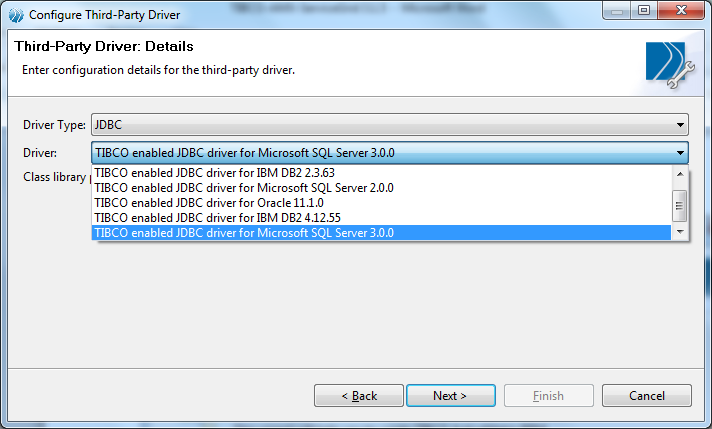 Configure Third-Party Driver
Third-Party Driver: Details
Enter configuration details for the third-party driver.
Driver Type: JDBC
Driver: TIBCO enabled JDBC driver for Microsoft SQL Server 3.0.0
Class library
TIBCO enabled JDBC driver for IBM DB2 2.3.63
TIBCO enabled JDBC driver for Microsoft SQL Server 2.0.0
TIBCO enabled JDBC driver for Oracle 11.1.0
TIBCO enabled JDBC driver for IBM DB2 4.12.55
TIBCO enabled JDBC driver for Microsoft SQL Server 3.0.0
< Back Next > Finish Cancel